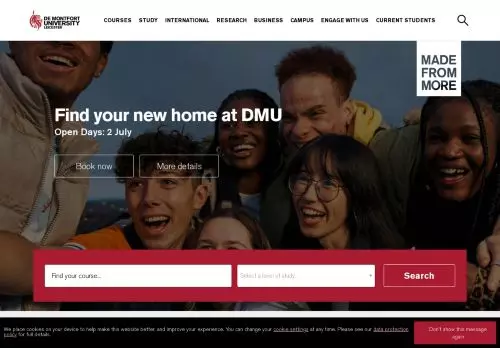 DE MONTFORT
UNIVERSITY
LEICESTER
COURSES STUDY INTERNATIONAL RESEARCH BUSINESS CAMPUS ENGAGE WITH US CURRENT STUDENTS
MADE
FROM
MORE
Find your new home at DMU
Open Days: 2 July
Book now More details
Find your course... Select a level of study Search
We place cookies on your device to help make this website better, and improve your experience. You can change your cookie settings at any time. Please see our data protection
policy for full details.
Don't show this message
again